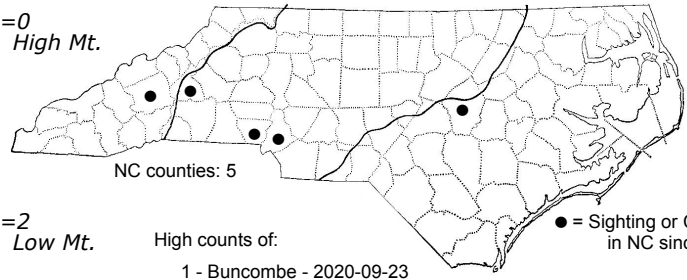 =0
High Mt.
NC counties: 5
=2
Low Mt.
High counts of:
1 - Buncombe - 2020-09-23
● = Sighting or
in NC